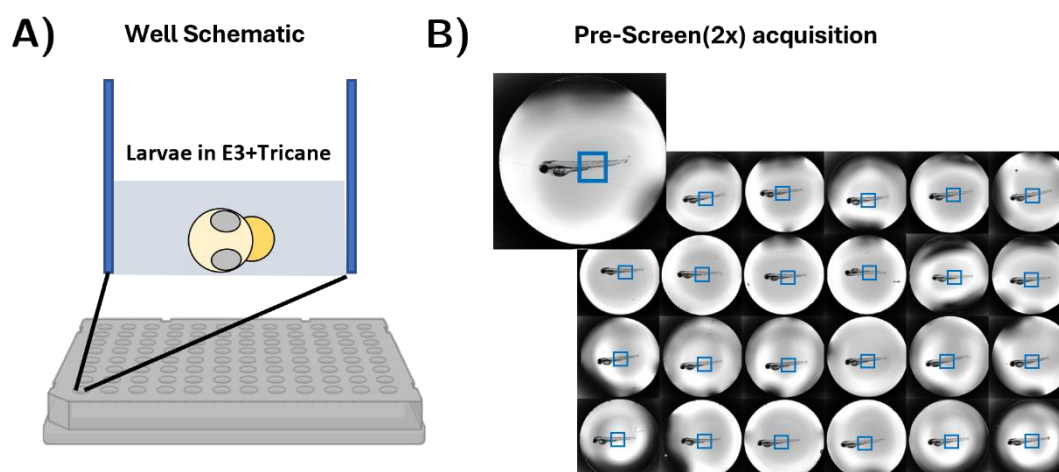 A)
Well Schematic
Larvae in E3+Tricane
B)
Pre-Screen(2x) acquisition